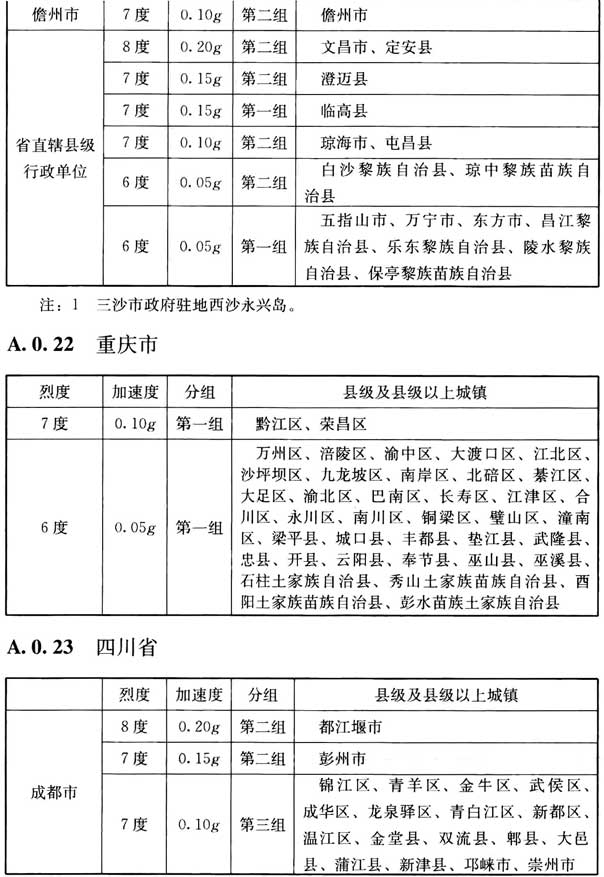 儋州市 7度 0.10g 第二组 儋州市
8度 0.20g 第二组 文昌市、定安县
7度 0.15g 第二组 澄迈县
7度 0.15g 第一组 临高县
省直辖县级
行政单位
7度 0.10g 第二组 琼海市、屯昌县
6度 0.05g 第二组 白沙黎族自治县、琼中黎族苗族自
治县
6度 0.05g 第一组 五指山市、万宁市、东方市、昌江黎
族自治县、乐东黎族自治县、陵水黎族
自治县、保亭黎族苗族自治县
注：1 三沙市政府驻地西沙永兴岛。
A.0.22 重庆市
烈度 加速度 分组 县级及县级以上城镇
7度 0.10g 第一组 黔江区、荣昌区
6度 0.05g 第一组 万州区、涪陵区、渝中区、大渡口区、江北区、
沙坪坝区、九龙坡区、南岸区、北碚区、綦江区、
大足区、渝北区、巴南区、长寿区、江津区、合
川区、永川区、南川区、铜梁区、璧山区、潼南
区、梁平县、城口县、丰都县、垫江县、武隆县、
忠县、开县、云阳县、奉节县、巫山县、巫溪县、
石柱土家族自治县、秀山土家族苗族自治县、酉
阳土家族苗族自治县、彭水苗族土家族自治县
A.0.23 四川省
烈度 加速度 分组 县级及县级以上城镇
成都市
8度 0.20g 第二组 都江堰市
7度 0.15g 第二组 彭州市
7度 0.10g 第三组 锦江区、青羊区、金牛区、武侯区、
成华区、龙泉驿区、青白江区、新都区、
温江区、金堂县、双流县、郫县、大邑
县、蒲江县、新津县、邛崃市、崇州市